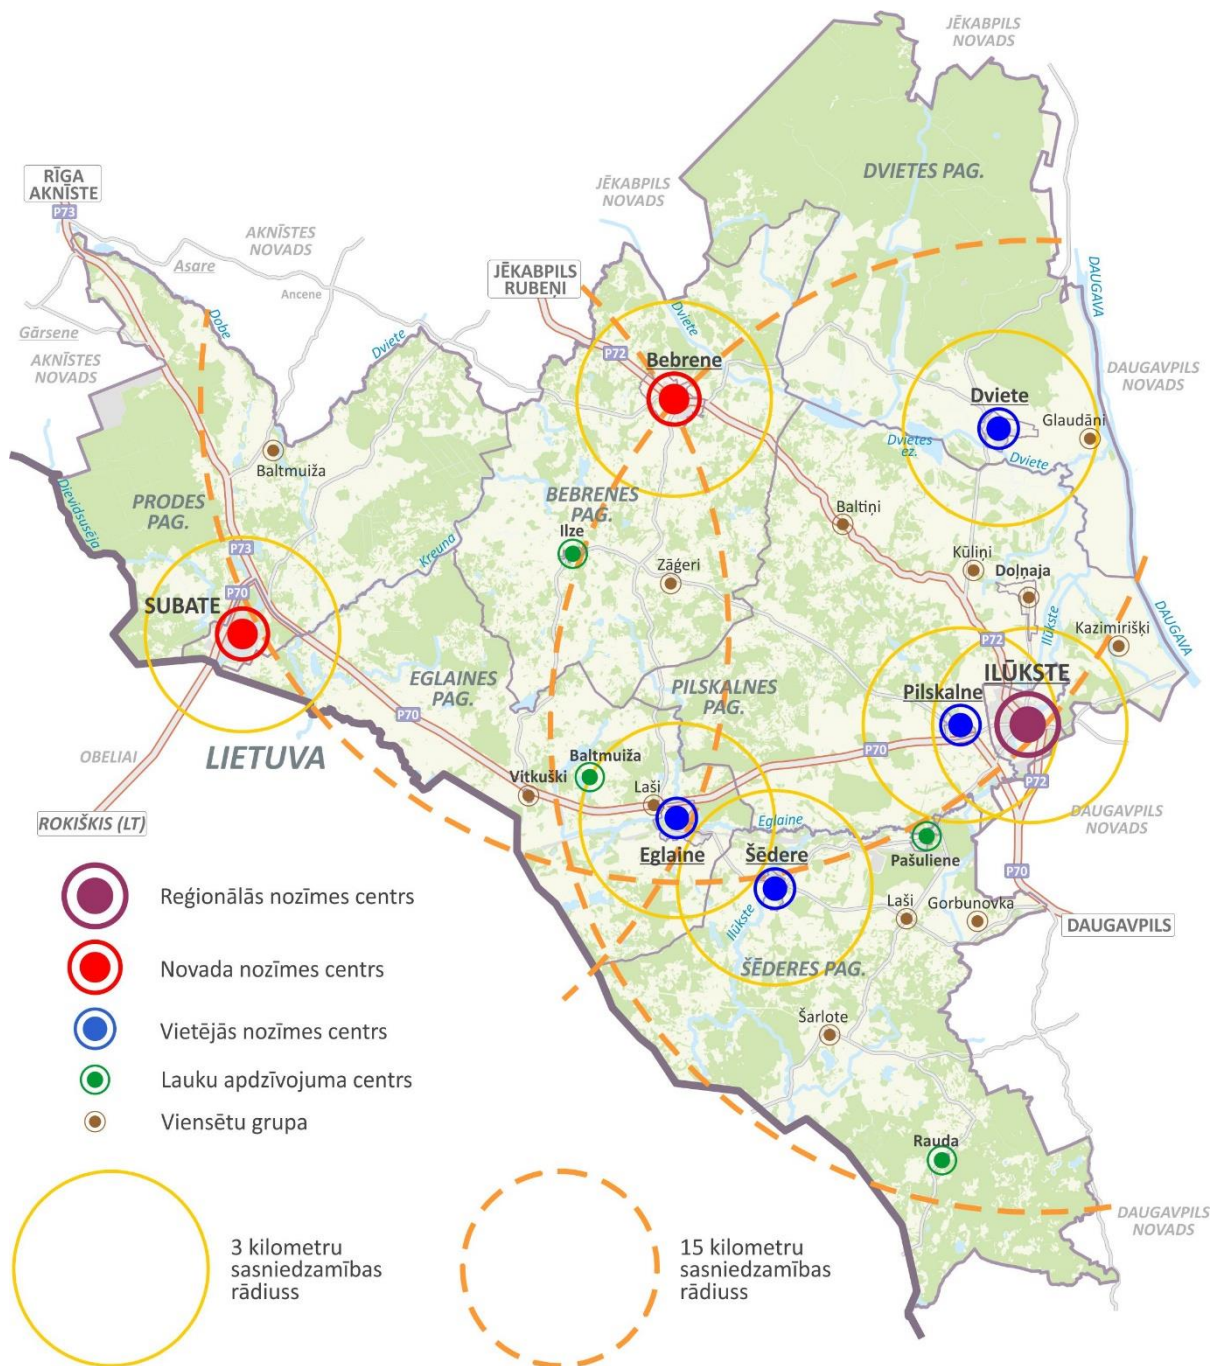 JĒKABPILS
NOVADS
DVIETES PAG.
RĪGA
AKNĪSTE
P73
JĒKABPILS
NOVADS
AKNĪSTES
NOVADS
Asare
Ancene
JĒKABPILS
RUBEŅI
DAUGAVA
Dobe
Dviete
Dviete
Gārsene
AKNĪSTES
NOVADS
P72
Bebrene
DAUGAVPILS
NOVADS
Dviete
Glaudāni
Dvietes
ez.
Dviete
Baltmuiža
Dievidsusēja
PRODES
PAG.
BEBRENES
PAG.
Baltiņi
Ilze
Kreuna
P73
Zāģeri
Kūliņi
Doļnaja
P70
SUBATE
Ilūkste
DAUGAVA
P72
Kazimirišķi
EGLAINES
PAG.
PILSKALNES
PAG.
Pilskalne
ILŪKSTE
P70
P70
OBELIAI
LIETUVA
Baltmuiža
Vitkuški
Laši
P72
ROKIŠKIS (LT)
DAUGAVPILS
NOVADS
Eglaine
Eglaine
Šēdere
Pašuliene
P70
Ilūkste
Laši
Gorbunovka
DAUGAVPILS
ŠĒDERES PAG.
Šarlote
Rauda
DAUGAVPILS
NOVADS
Reģionālās nozīmes centrs
Novada nozīmes centrs
Vietējās nozīmes centrs
Lauku apdzīvojuma centrs
Viensētu grupa
3 kilometru
sasniedzamības
rādiuss
15 kilometru
sasniedzamības
rādiuss